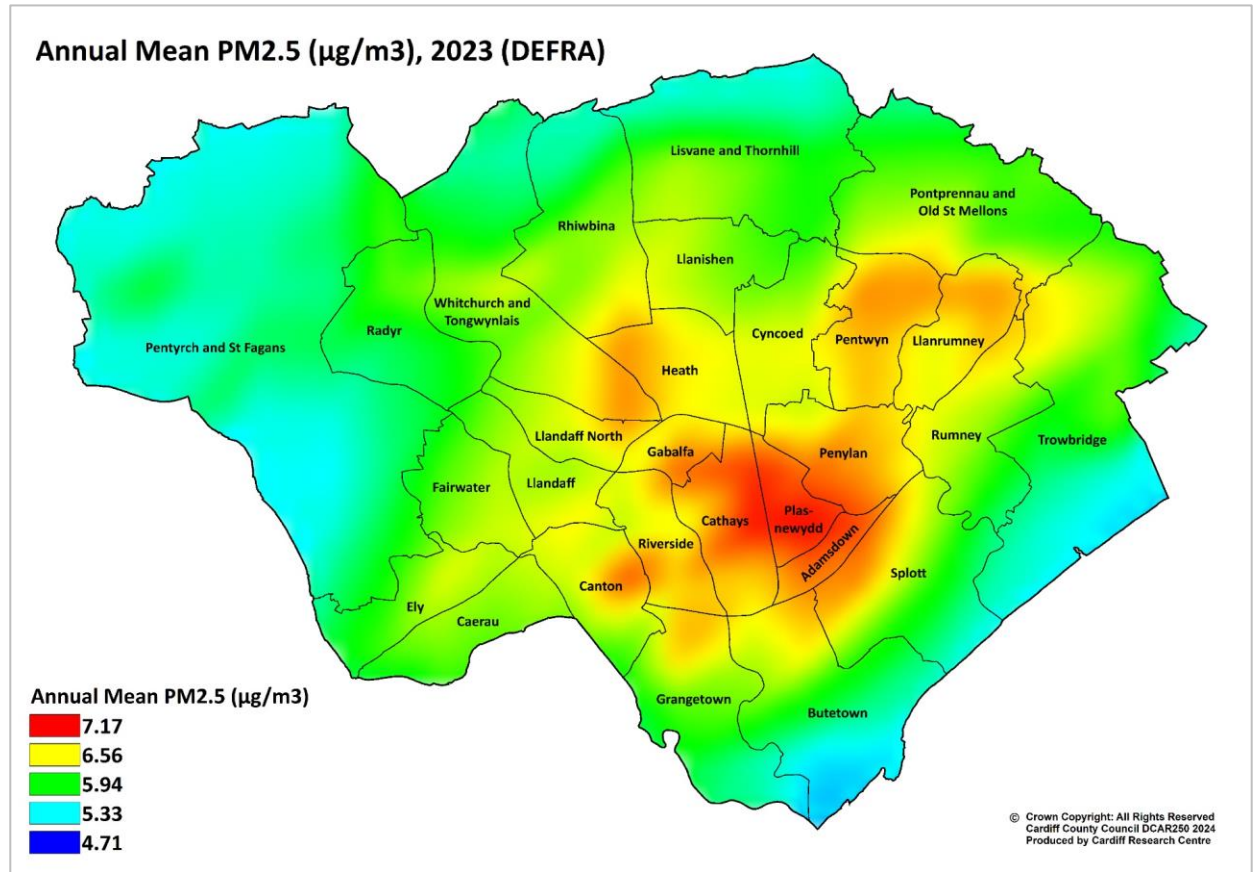 Annual Mean PM2.5 (µg/m3), 2023 (DEFRA)
Lisvane and Thornhill
Pontprennau and
Old St Mellons
Rhiwbina
Llanishen
Whitchurch and
Tongwynlais
Radyr
Cyncoed
Pentwyn
Llanrumney
Pentyrch and St Fagans
Heath
Llandaff North
Gabalfa
Penylan
Rumney
Trowbridge
Fairwater
Llandaff
Cathays
Plas-
newydd
Riverside
Adamsdown
Splott
Canton
Ely
Caerau
Grangetown
Butetown
Annual Mean PM2.5 (µg/m3)
7.17
6.56
5.94
5.33
4.71
© Crown Copyright: All Rights Reserved
Cardiff County Council DCAR250 2024
Produced by Cardiff Research Centre